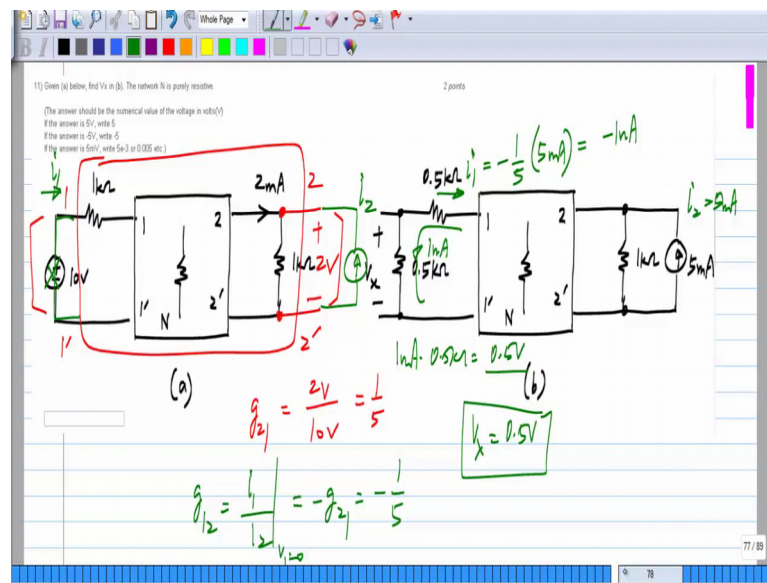 Whole Page
B I
11) Given (a) below, find Vx in (b). The network N is purely resistive.
2 points
(The answer should be the numerical value of the voltage in volts(V)
If the answer is 5V, write 5
If the answer is -5V, write -5
If the answer is 5mV, write 5e-3 or 0.005 etc.)
i1 = -1/5 (5mA) = -1mA
i1 1 1kΩ 2mA 2 i2 0.5kΩ i2 = 5mA
1 2 + + 1 2
10V 1kΩ 2V Vx 1mA 0.5kΩ 1kΩ 5mA
1' N 2' - - 1' N 2'
1' 2'
1mA · 0.5kΩ = 0.5V
(a) (b)
g21 = 2V/10V = 1/5
Vx = 0.5V
g12 = i1/i2 |V1=0 = -g21 = -1/5
77 / 89
78